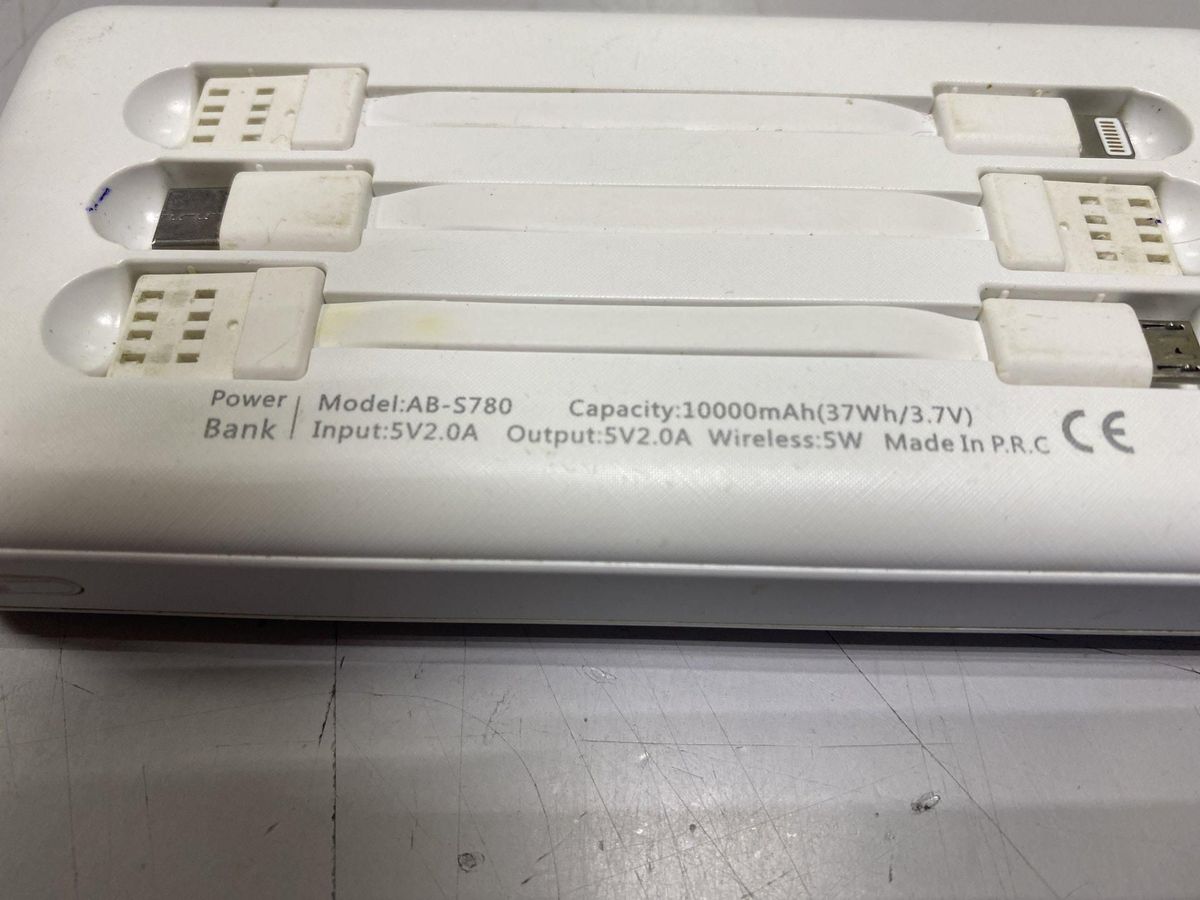 Power Bank
Model:AB-S780 Capacity:10000mAh(37Wh/3.7V)
Input:5V2.0A Output:5V2.0A Wireless:5W Made In P.R.C CE